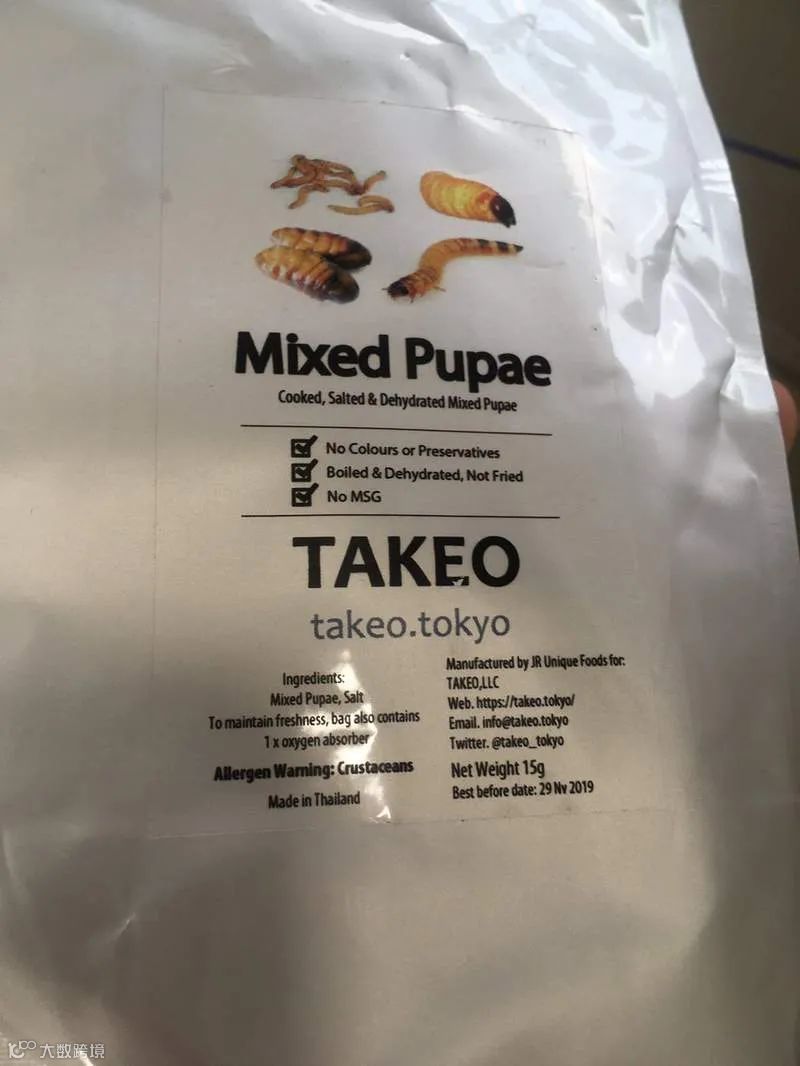 Mixed Pupae
Cooked, Salted & Dehydrated Mixed Pupae
No Colours or Preservatives
Boiled & Dehydrated, Not Fried
No MSG
TAKEO
takeo.tokyo
Ingredients:
Mixed Pupae, Salt
To maintain freshness, bag also contains
1 x oxygen absorber
Allergen Warning: Crustaceans
Made in Thailand
Manufactured by JR Unique Foods for:
TAKEO,LLC
Web. https://takeo.tokyo/
Email. info@takeo.tokyo
Twitter. @takeo_tokyo
Net Weight 15g
Best before date: 29 Nv 2019
大数跨境